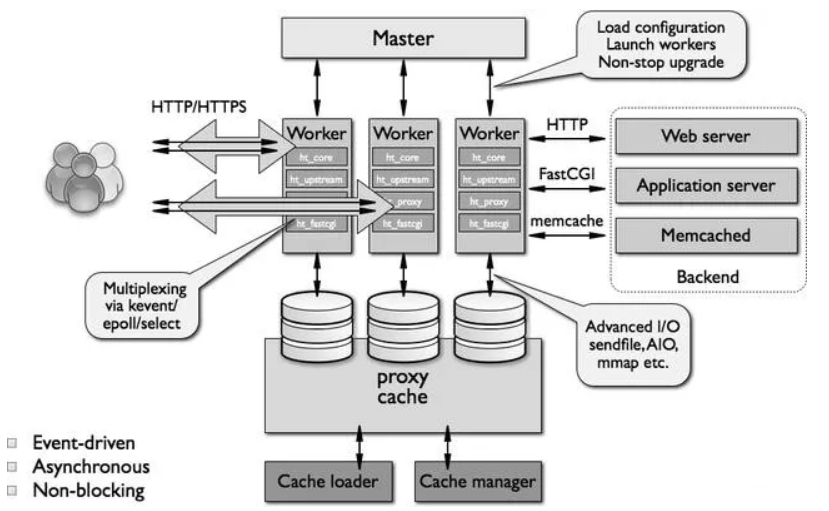 Master
Load configuration
Launch workers
Non-stop upgrade
HTTP/HTTPS
Worker
ht_core
ht_upstream
ht_fastcgi
Worker
ht_core
ht_upstream
_proxy
ht_fastcgi
Worker
ht_core
ht_upstream
ht_proxy
ht_fastcgi
HTTP
FastCGI
memcache
Web server
Application server
Memcached
Backend
Multiplexing
via kevent/
epoll/select
Advanced I/O
sendfile, AIO,
mmap etc.
proxy
cache
Cache loader
Cache manager
Event-driven
Asynchronous
Non-blocking